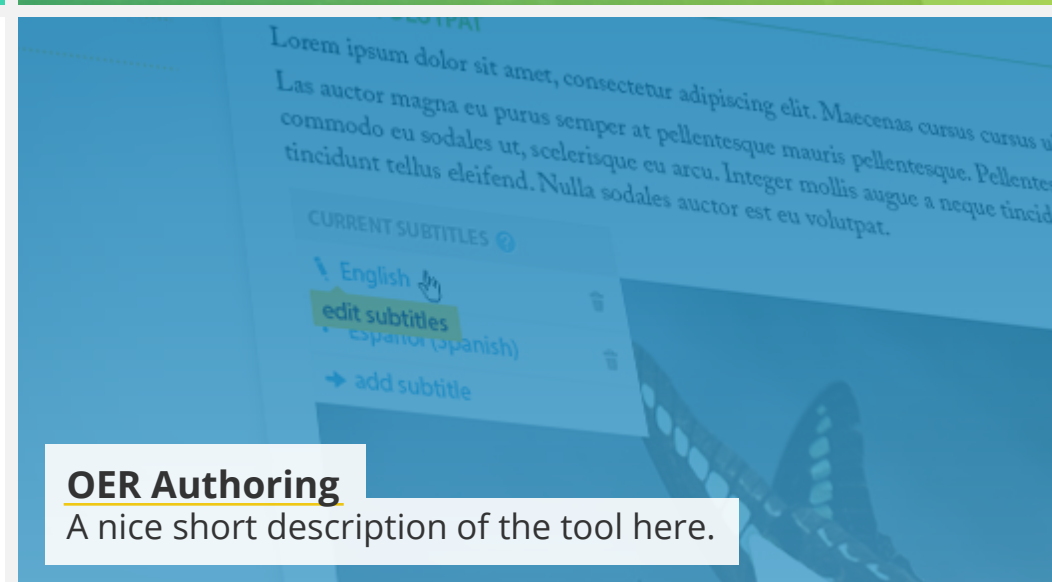 VOLUTPAT
Lorem ipsum dolor sit amet, consectetur adipiscing elit. Maecenas cursus cursus
Las auctor magna eu purus semper at pellentesque mauris pellentesque.
commodo eu sodales ut, scelerisque eu arcu. Integer mollis augue a neque
tincidunt tellus eleifend. Nulla sodales auctor est eu volutpat.
CURRENT SUBTITLES ?
English
edit subtitles
Español (Spanish)
add subtitle
OER Authoring
A nice short description of the tool here.